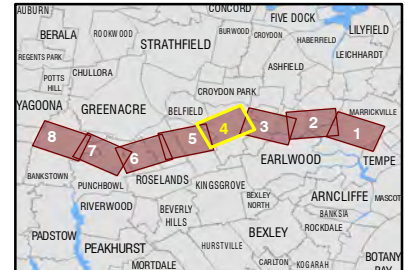 AUBURN
CONCORD
FIVE DOCK
BERALA
ROOKWOOD
STRATHFIELD
BURWOOD
CROYDON
HABERFIELD
LILYFIELD
REGENTS PARK
LEICHHARDT
POTTS
HILL
CHULLORA
ASHFIELD
CROYDON PARK
YAGOONA
GREENACRE
BELFIELD
MARRICKVILLE
8
7
6
5
4
3
2
1
BANKSTOWN
PUNCHBOWL
ROSELANDS
EARLWOOD
TEMPE
KINGSGROVE
RIVERWOOD
BEVERLY
HILLS
BEXLEY
NORTH
ARNCLIFFE
MASCOT
BANKSIA
PADSTOW
PEAKHURST
HURSTVILLE
BEXLEY
ROCKDALE
MORTDALE
CARLTON
KOGARAH
BOTANY
BAY